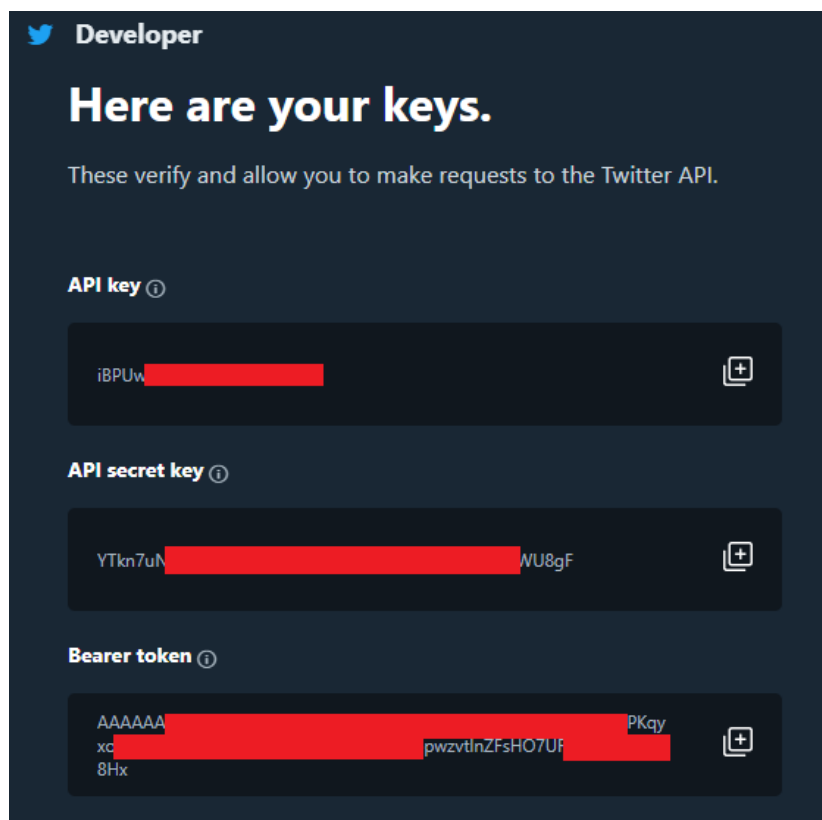 Developer
Here are your keys.
These verify and allow you to make requests to the Twitter API.
API key
iBPUw
API secret key
YTkn7uN WU8gF
Bearer token
AAAAAA PKqy
xc pwzvtlnZFsHO7UF
8Hx